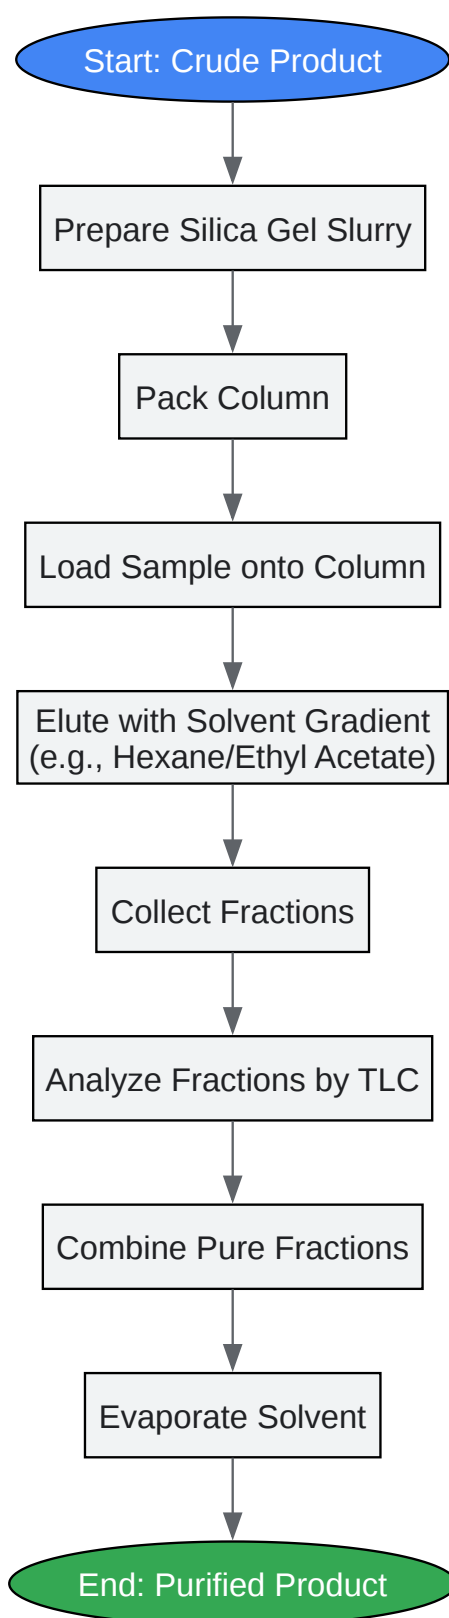 Start: Crude Product
Prepare Silica Gel Slurry
Pack Column
Load Sample onto Column
Elute with Solvent Gradient
(e.g., Hexane/Ethyl Acetate)
Collect Fractions
Analyze Fractions by TLC
Combine Pure Fractions
Evaporate Solvent
End: Purified Product